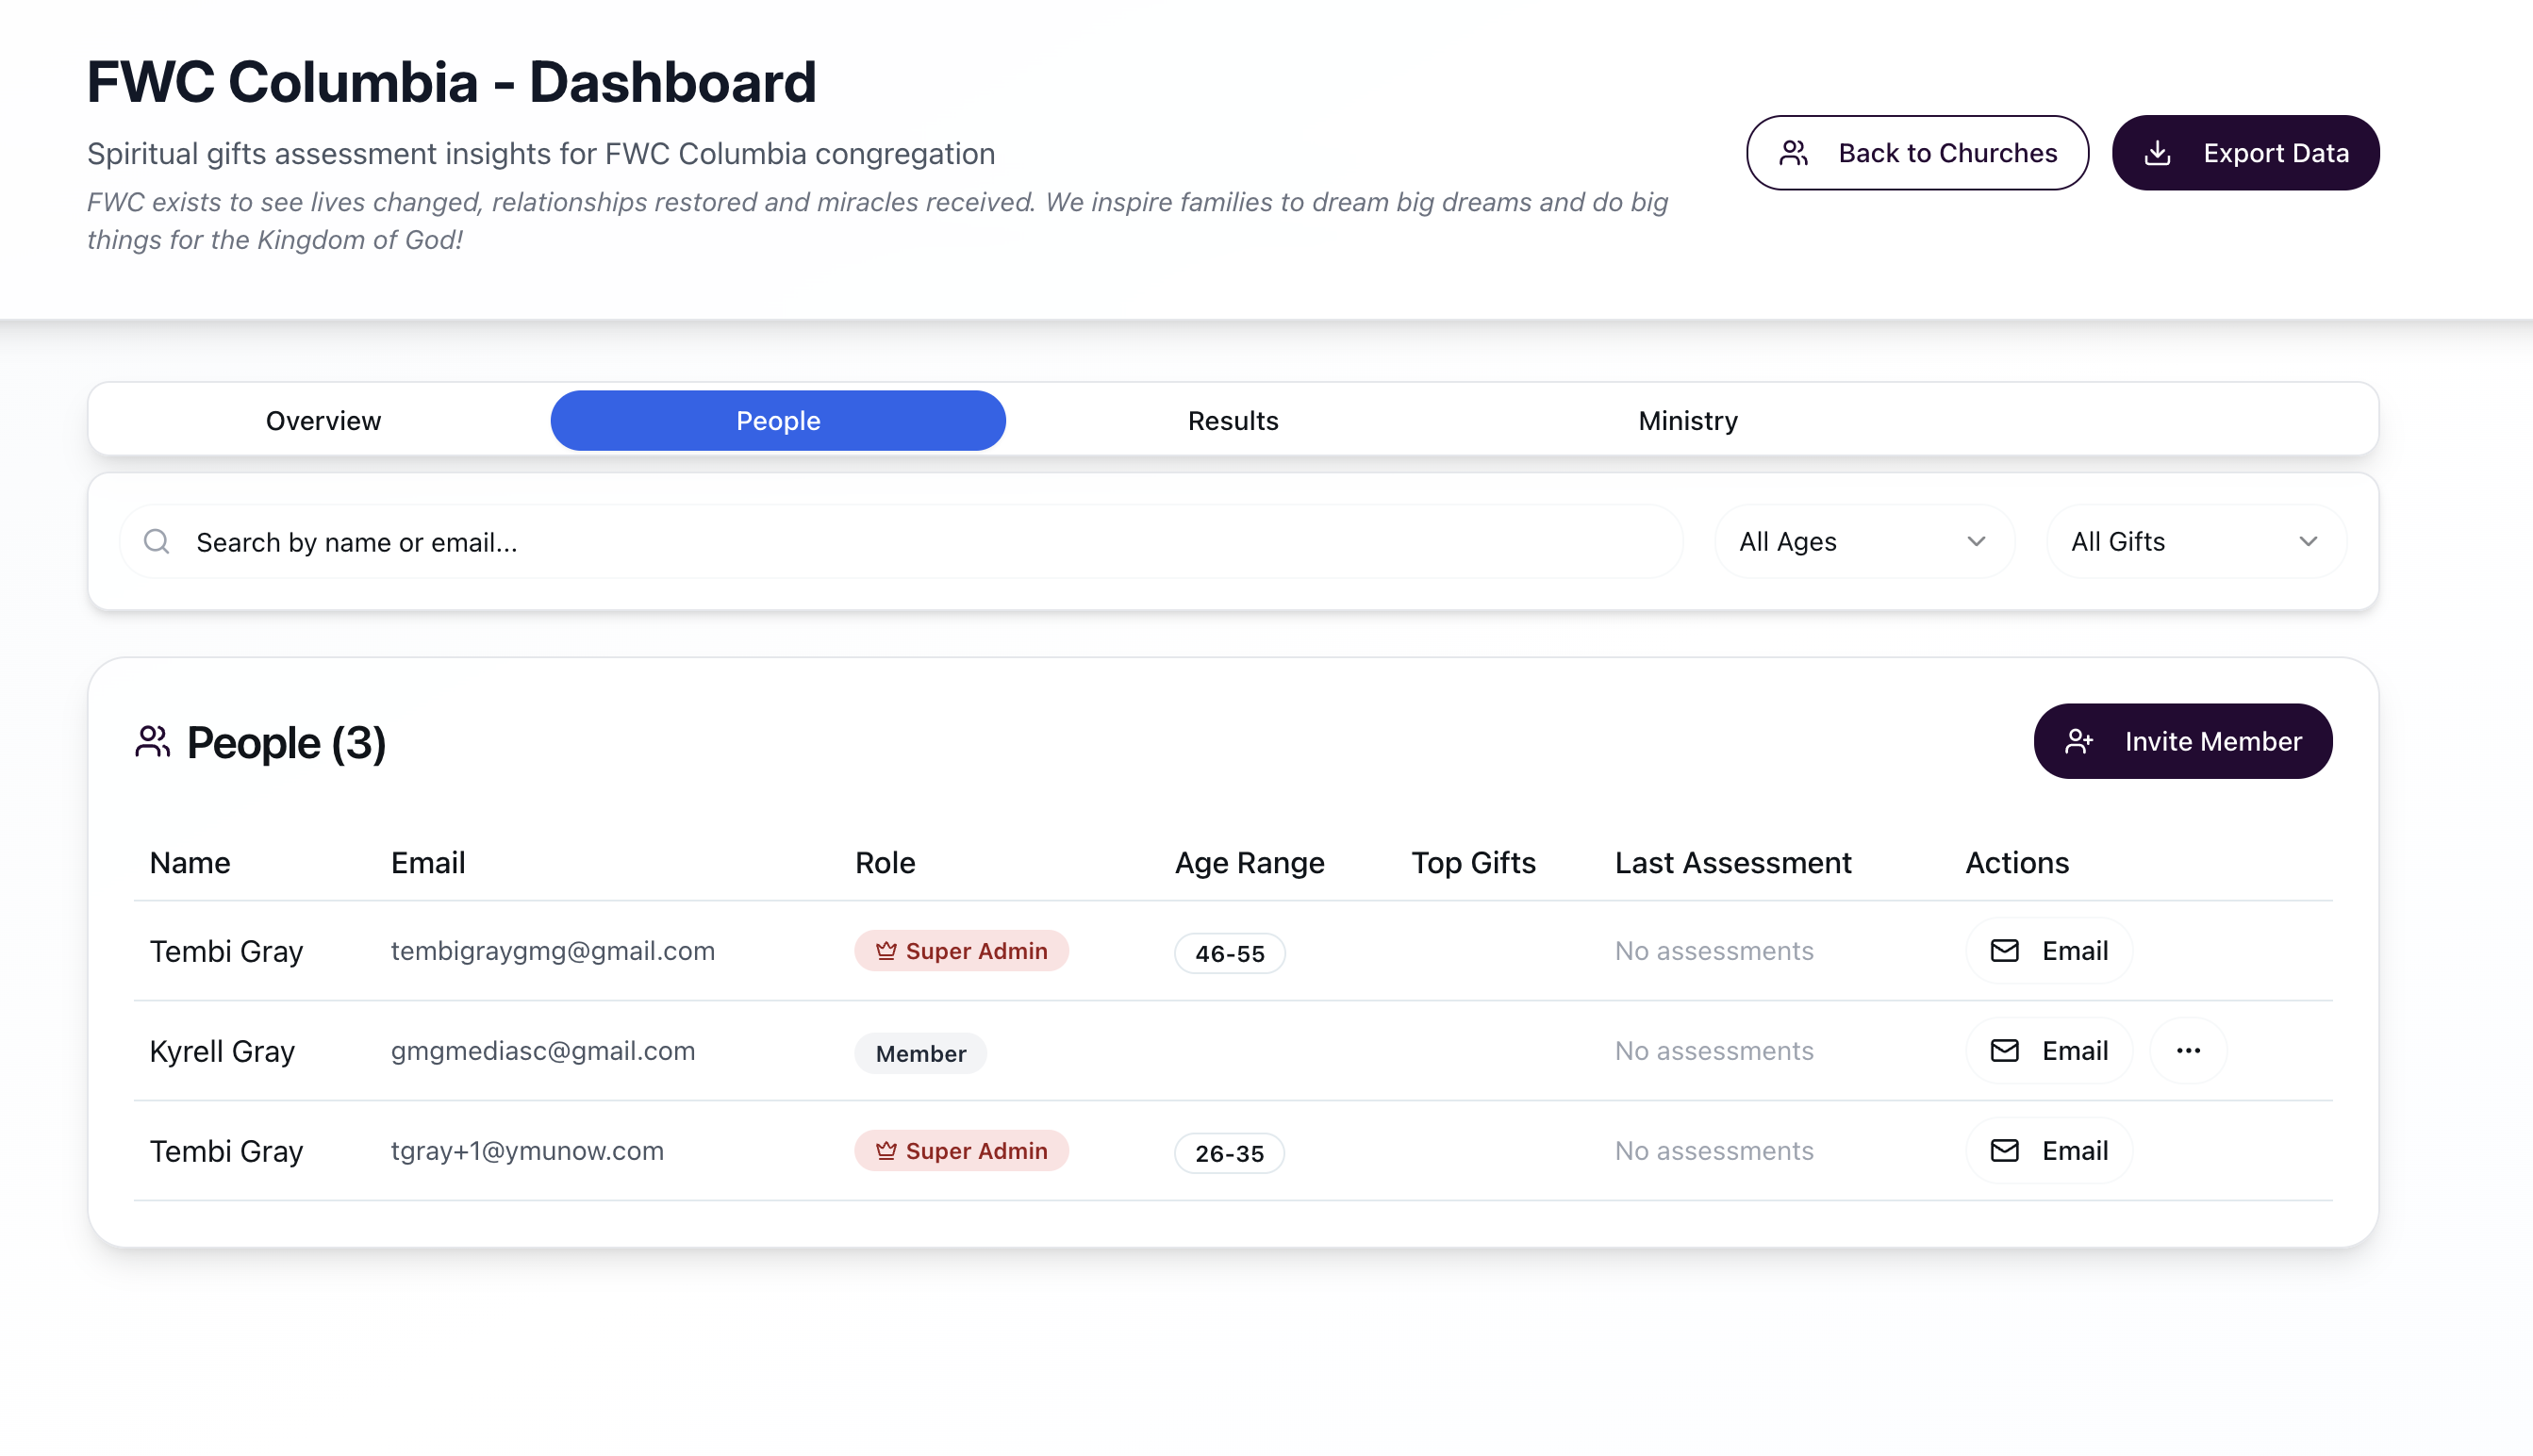 FWC Columbia - Dashboard
Spiritual gifts assessment insights for FWC Columbia congregation
FWC exists to see lives changed, relationships restored and miracles received. We inspire families to dream big dreams and do big
things for the Kingdom of God!
Back to Churches
Export Data
Overview
People
Results
Ministry
Search by name or email...
All Ages
All Gifts
People (3)
Invite Member
Name Email Role Age Range Top Gifts Last Assessment Actions
Tembi Gray tembigraygmg@gmail.com Super Admin 46-55 No assessments Email
Kyrell Gray gmgmediasc@gmail.com Member No assessments Email ...
Tembi Gray tgray+1@ymunow.com Super Admin 26-35 No assessments Email